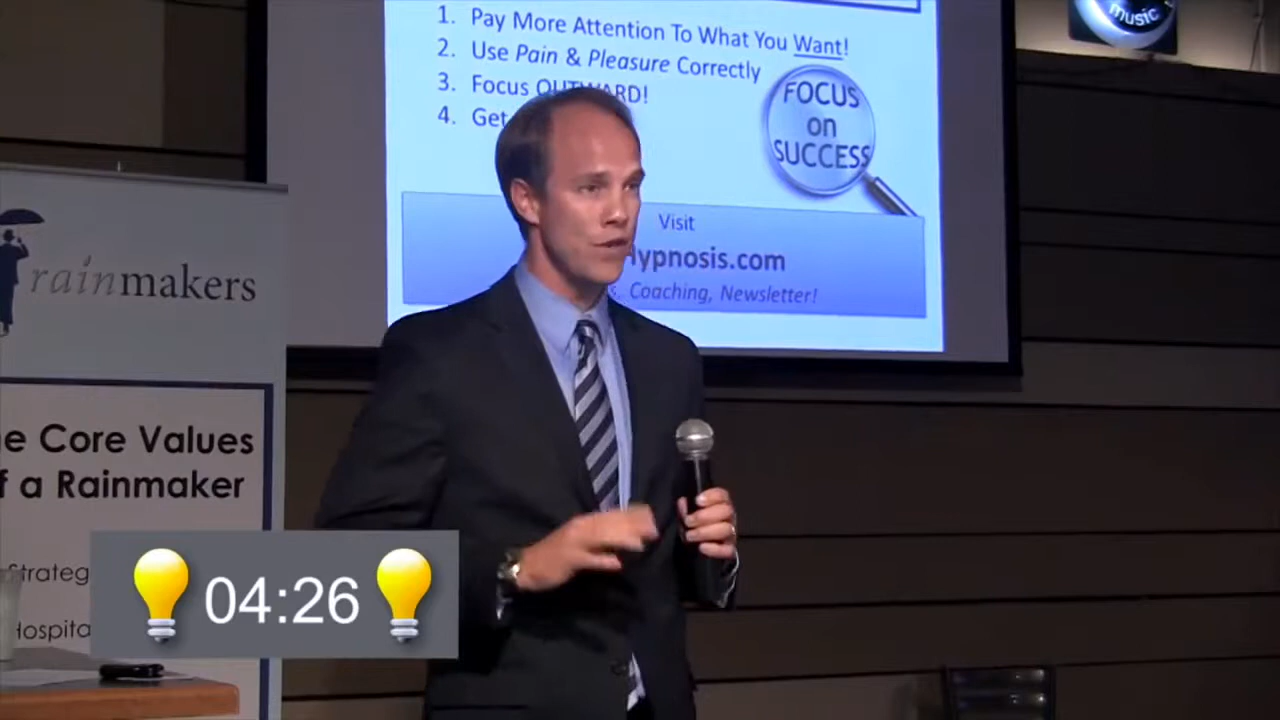 1. Pay More Attention To What You Want!
2. Use Pain & Pleasure Correctly
3. Focus OUTWARD!
4. Get
FOCUS
on
SUCCESS
Visit
ypnosis.com
Coaching, Newsletter!
music
rainmakers
e Core Values
f a Rainmaker
Strateg
Hospita
04:26